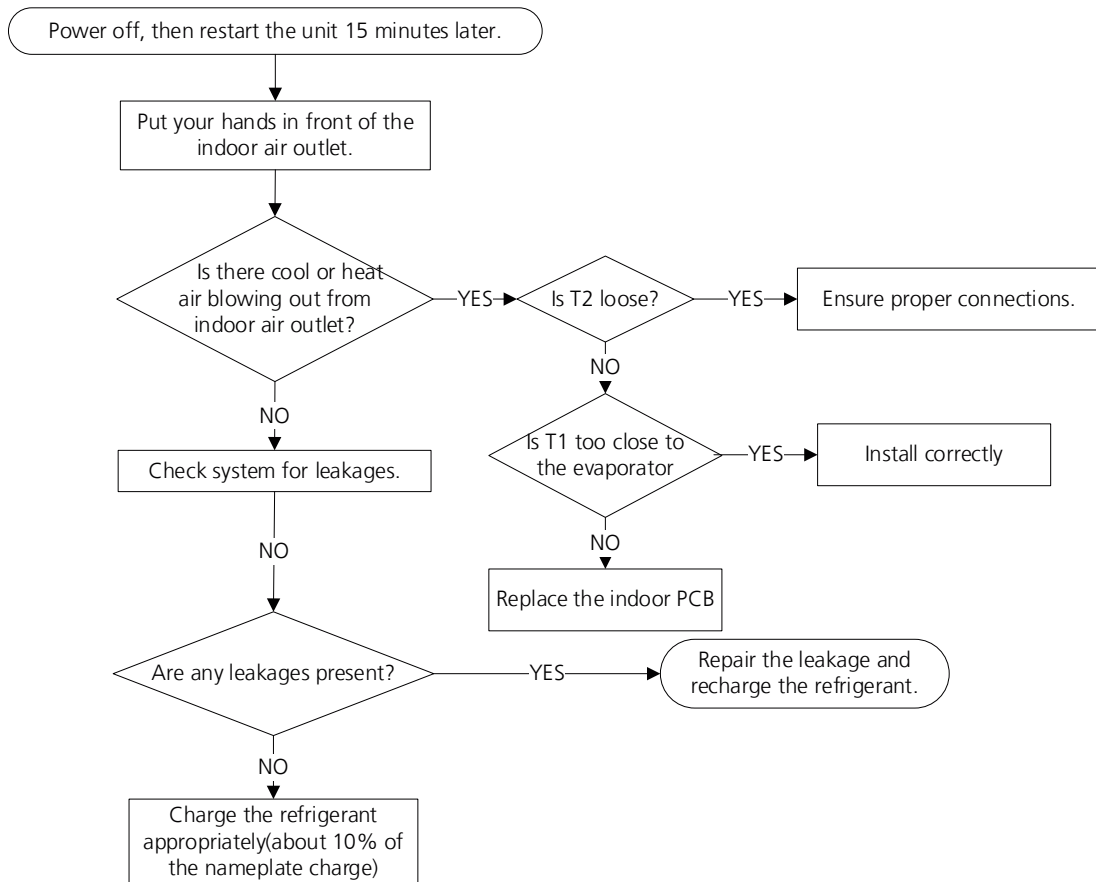 Power off, then restart the unit 15 minutes later.
Put your hands in front of the
indoor air outlet.
Is there cool or heat
air blowing out from
indoor air outlet?
YES
Is T2 loose?
YES
Ensure proper connections.
NO
NO
Is T1 too close to
the evaporator
YES
Install correctly
Check system for leakages.
NO
NO
Replace the indoor PCB
Are any leakages present?
YES
Repair the leakage and
recharge the refrigerant.
NO
Charge the refrigerant
appropriately(about 10% of
the nameplate charge)